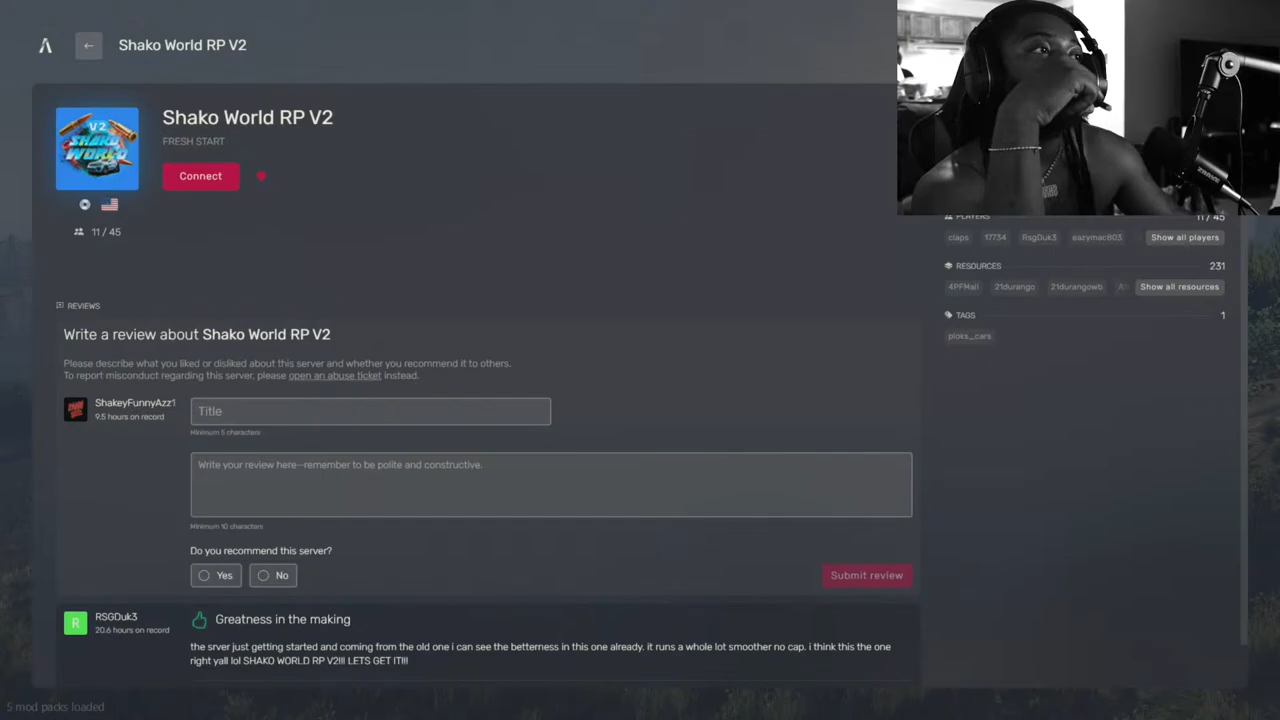 Shako World RP V2
Shako World RP V2
FRESH START
V2
SHAKO
WORLD
Connect
11 / 45
PLAYERS
11 / 45
claps 17734 RsgDuk3 eazymac803 Show all players
RESOURCES 231
4PFMall 21durango 21durangowb Show all resources
TAGS 1
ploks_cars
REVIEWS
Write a review about Shako World RP V2
Please describe what you liked or disliked about this server and whether you recommend it to others.
To report misconduct regarding this server, please open an abuse ticket instead.
ShakeyFunnyAzz1
9.5 hours on record
Title
Minimum 5 characters
Write your review here—remember to be polite and constructive.
Minimum 10 characters
Do you recommend this server?
Yes No Submit review
R
RSGDuk3
20.6 hours on record
Greatness in the making
the srver just getting started and coming from the old one i can see the betterness in this one already. it runs a whole lot smoother no cap. i think this the one
right yall lol SHAKO WORLD RP V2!!! LETS GET IT!!!
5 mod packs loaded